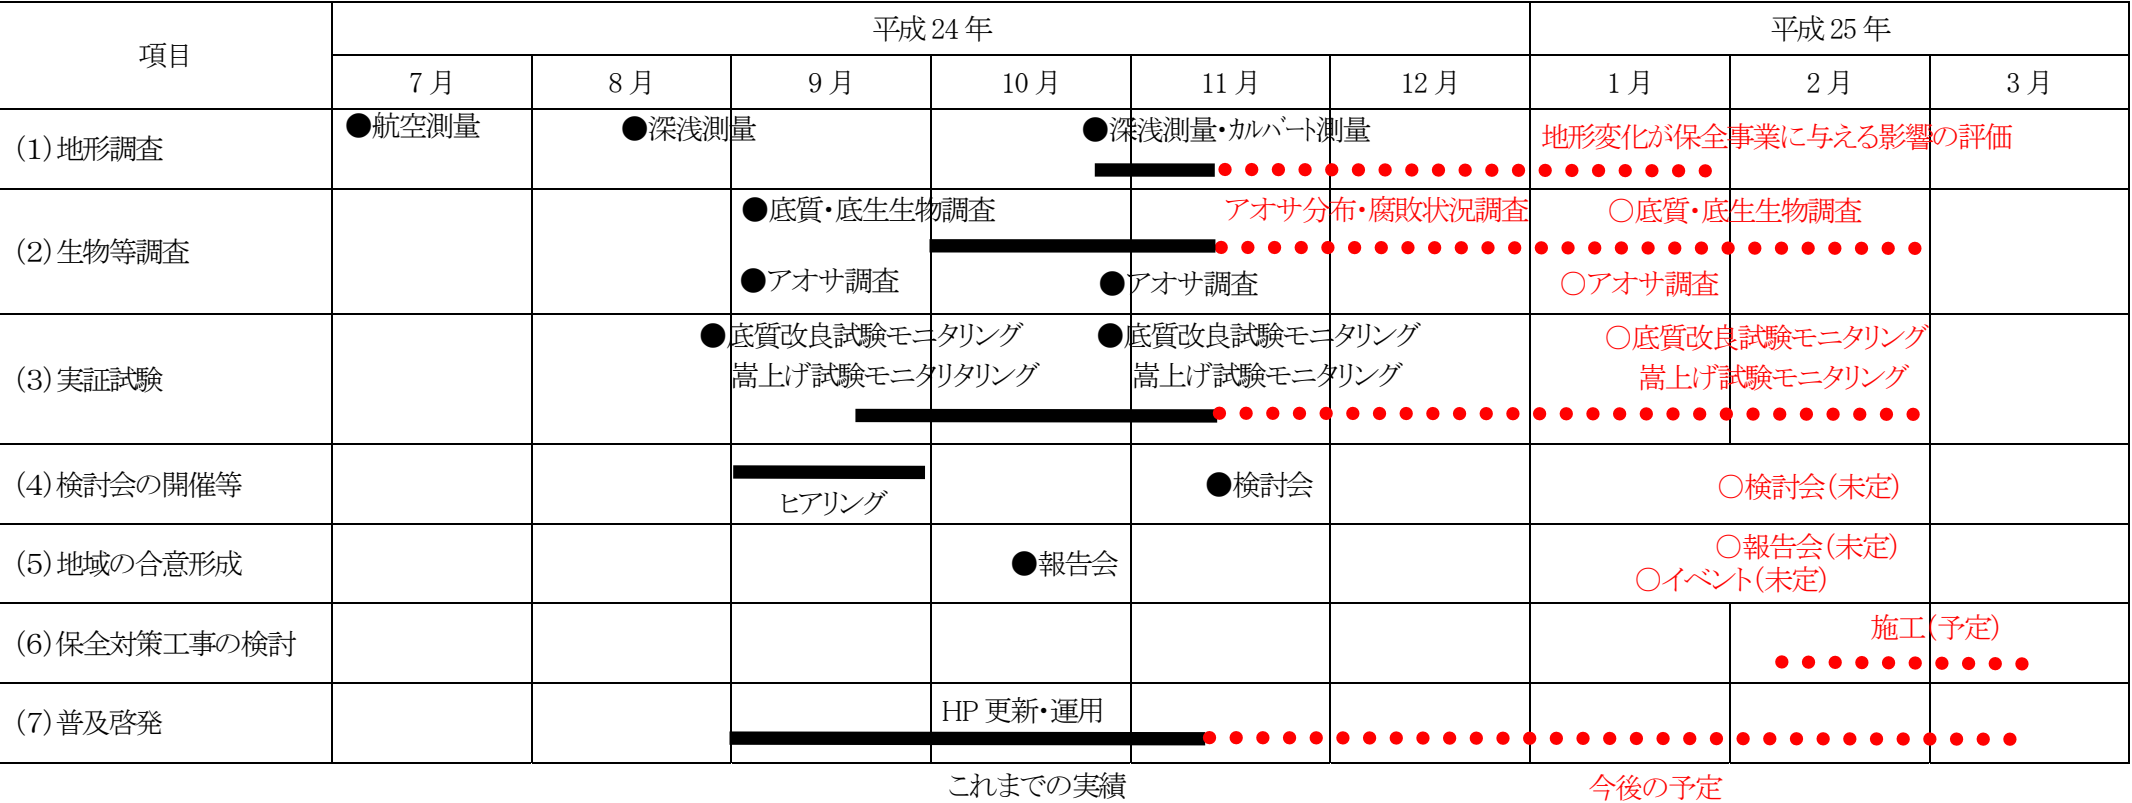 項目
平成 24 年
平成 25 年
7 月
8 月
9 月
10 月
11 月
12 月
1 月
2 月
3 月
(1)地形調査
●航空測量
●深浅測量
●深浅測量・カルバート測量
地形変化が保全事業に与える影響の評価
(2)生物等調査
●底質・底生生物調査
アオサ分布・腐敗状況調査
○底質・底生生物調査
●アオサ調査
●アオサ調査
○アオサ調査
(3)実証試験
●底質改良試験モニタリング
嵩上げ試験モニタリタリング
●底質改良試験モニタリング
嵩上げ試験モニタリング
○底質改良試験モニタリング
嵩上げ試験モニタリング
(4)検討会の開催等
ヒアリング
●検討会
○検討会(未定)
(5)地域の合意形成
●報告会
○報告会(未定)
○イベント(未定)
(6)保全対策工事の検討
施工(予定)
(7)普及啓発
HP 更新・運用
これまでの実績
今後の予定